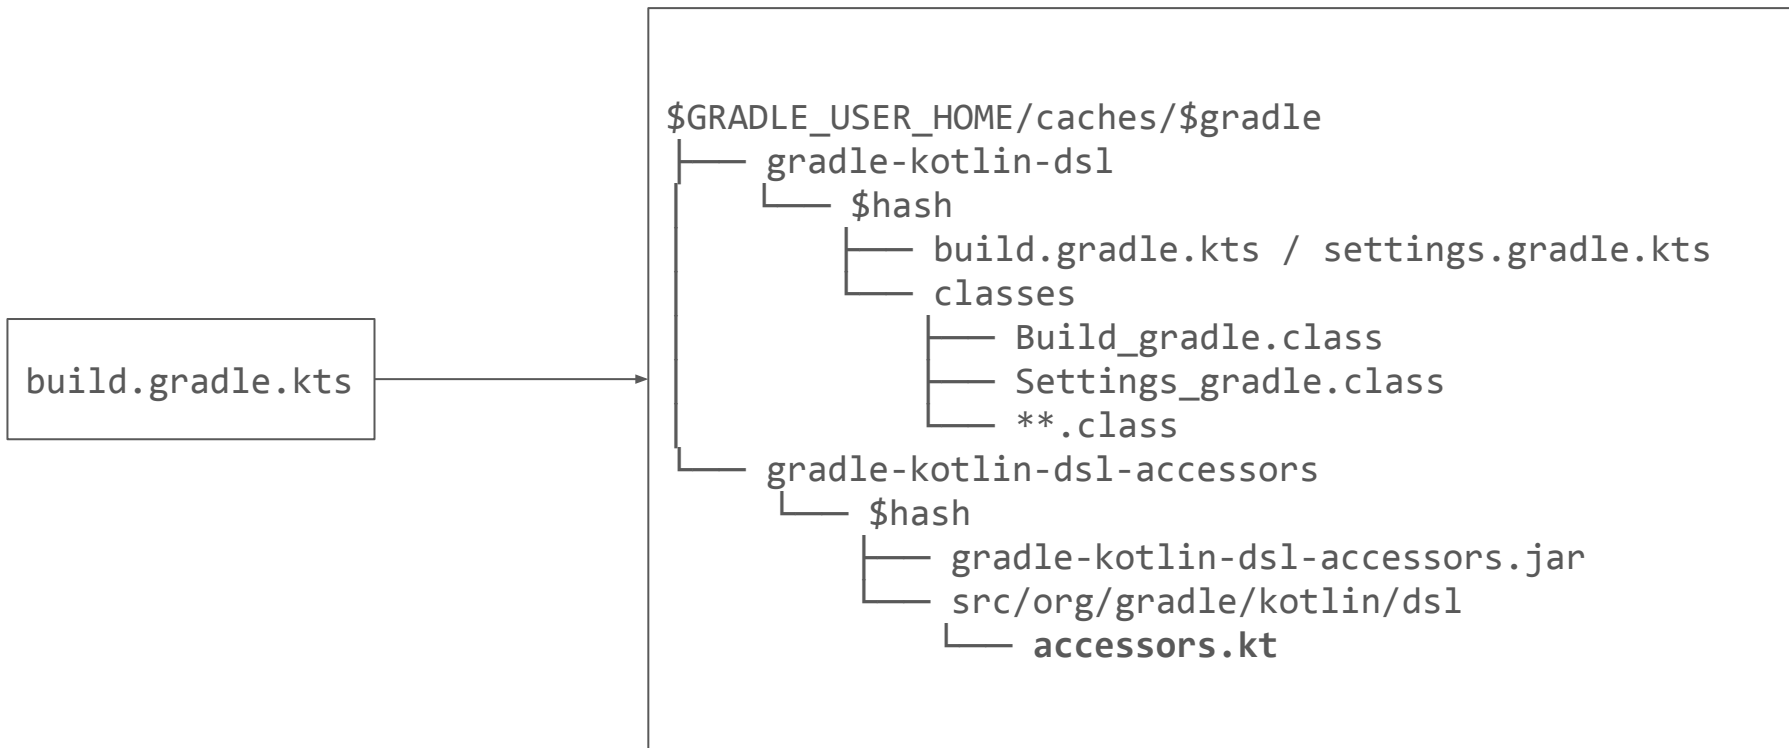 $GRADLE_USER_HOME/caches/$gradle
gradle-kotlin-dsl
$hash
build.gradle.kts / settings.gradle.kts
classes
Build_gradle.class
build.gradle.kts
Settings_gradle.class
**.class
gradle-kotlin-dsl-accessors
$hash
gradle-kotlin-dsl-accessors.jar
src/org/gradle/kotlin/dsl
accessors.kt